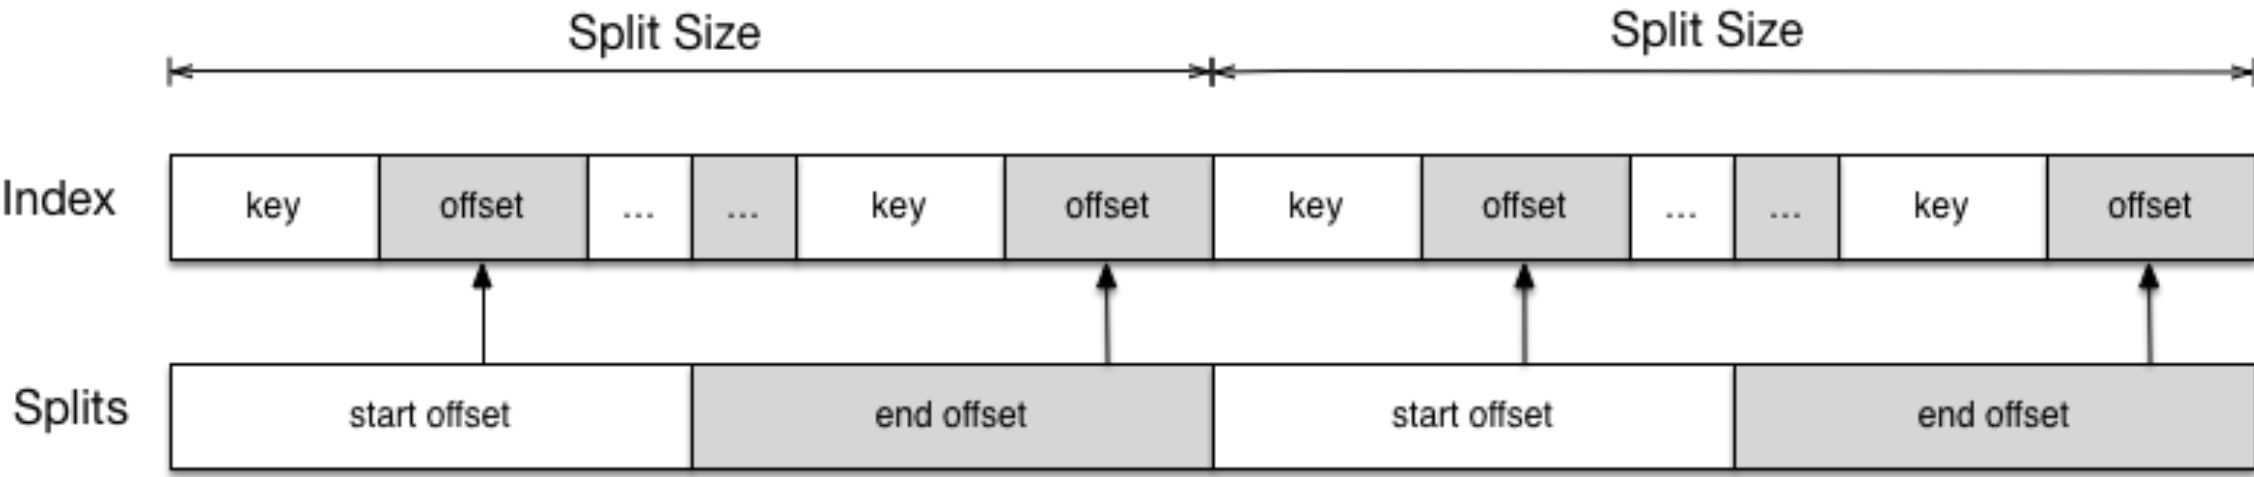 Split Size Split Size
Index key offset ... ... key offset key offset ... ... key offset
Splits start offset end offset start offset end offset